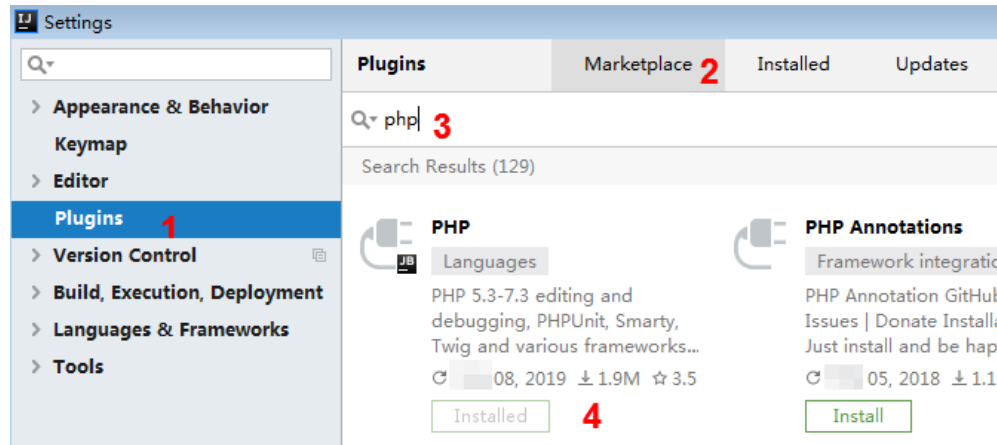 Settings
Plugins Marketplace 2 Installed Updates
php 3
Search Results (129)
Appearance & Behavior
Keymap
Editor
Plugins 1
Version Control
Build, Execution, Deployment
Languages & Frameworks
Tools
PHP
Languages
PHP 5.3-7.3 editing and
debugging, PHPUnit, Smarty,
Twig and various frameworks...
08, 2019 1.9M 3.5
Installed 4
PHP Annotations
Framework integratio
PHP Annotation GitHub
Issues | Donate Installa
Just install and be hap
05, 2018 1.1
Install